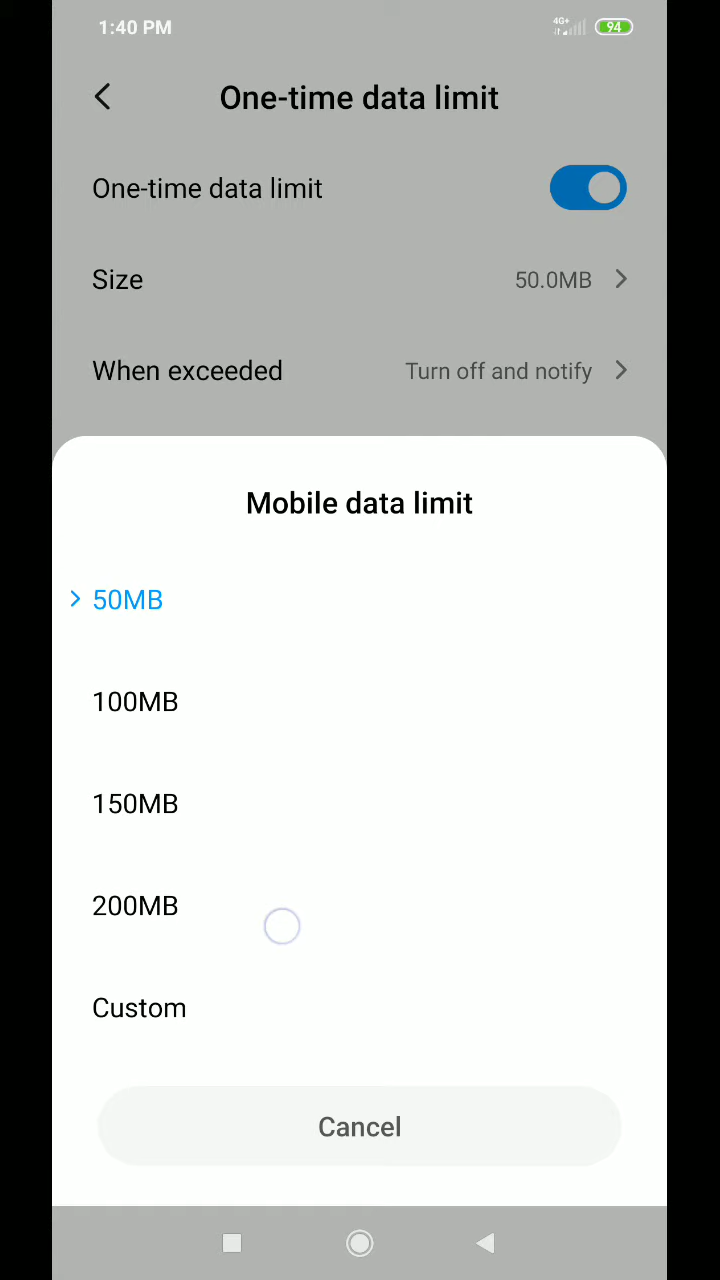 1:40 PM 4G+ 94
One-time data limit
One-time data limit
Size 50.0MB
When exceeded Turn off and notify
Mobile data limit
50MB
100MB
150MB
200MB
Custom
Cancel